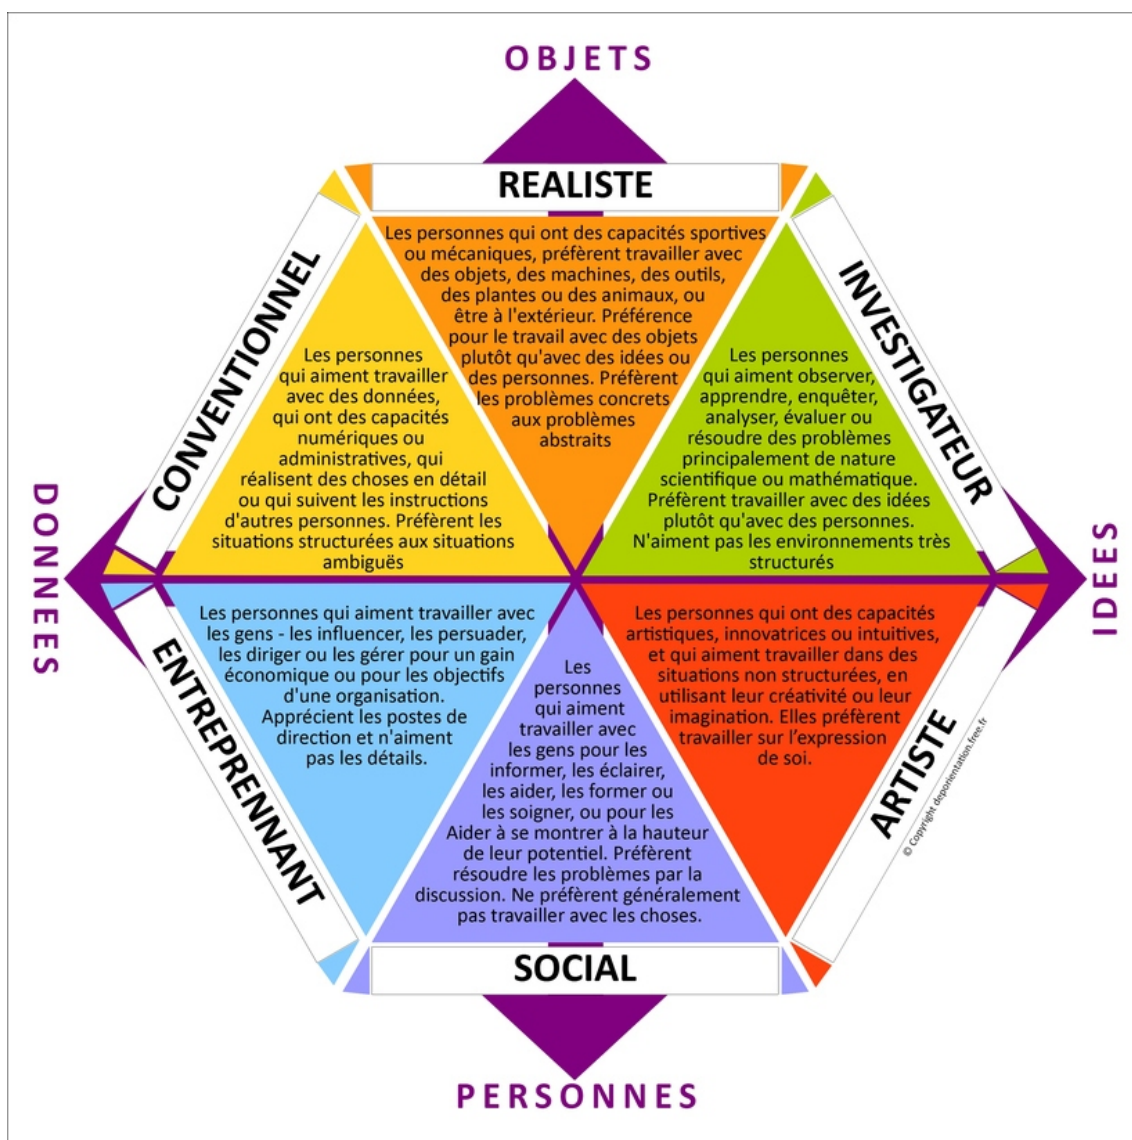 OBJETS
REALISTE
Les personnes qui ont des capacités sportives
ou mécaniques, préfèrent travailler avec
des objets, des machines, des outils,
des plantes ou des animaux, ou
être à l'extérieur. Préférence
pour le travail avec des objets
plutôt qu'avec des idées ou
des personnes. Préfèrent
les problèmes concrets
aux problèmes
abstraits
CONVENTIONNEL
Les personnes
qui aiment travailler
avec des données,
qui ont des capacités
numériques ou
administratives, qui
réalisent des choses en détail
ou qui suivent les instructions
d'autres personnes. Préfèrent les
situations structurées aux situations
ambiguës
INVESTIGATEUR
Les personnes
qui aiment observer,
apprendre, enquêter,
analyser, évaluer ou
résoudre des problèmes
principalement de nature
scientifique ou mathématique.
Préfèrent travailler avec des idées
plutôt qu'avec des personnes.
N'aiment pas les environnements très
structurés
DONNEES
IDEES
ENTREPRENNANT
Les personnes qui aiment travailler avec
les gens - les influencer, les persuader,
les diriger ou les gérer pour un gain
économique ou pour les objectifs
d'une organisation.
Apprécient les postes de
direction et n'aiment
pas les détails.
Les
personnes
qui aiment
travailler avec
les gens pour les
informer, les éclairer,
les aider, les former ou
les soigner, ou pour les
Aider à se montrer à la hauteur
de leur potentiel. Préfèrent
résoudre les problèmes par la
discussion. Ne préfèrent généralement
pas travailler avec les choses.
SOCIAL
Les personnes qui ont des capacités
artistiques, innovatrices ou intuitives,
et qui aiment travailler dans des
situations non structurées, en
utilisant leur créativité ou leur
imagination. Elles préfèrent
travailler sur l’expression
de soi.
ARTISTE
© Copyright deporientation.free.fr
PERSONNES